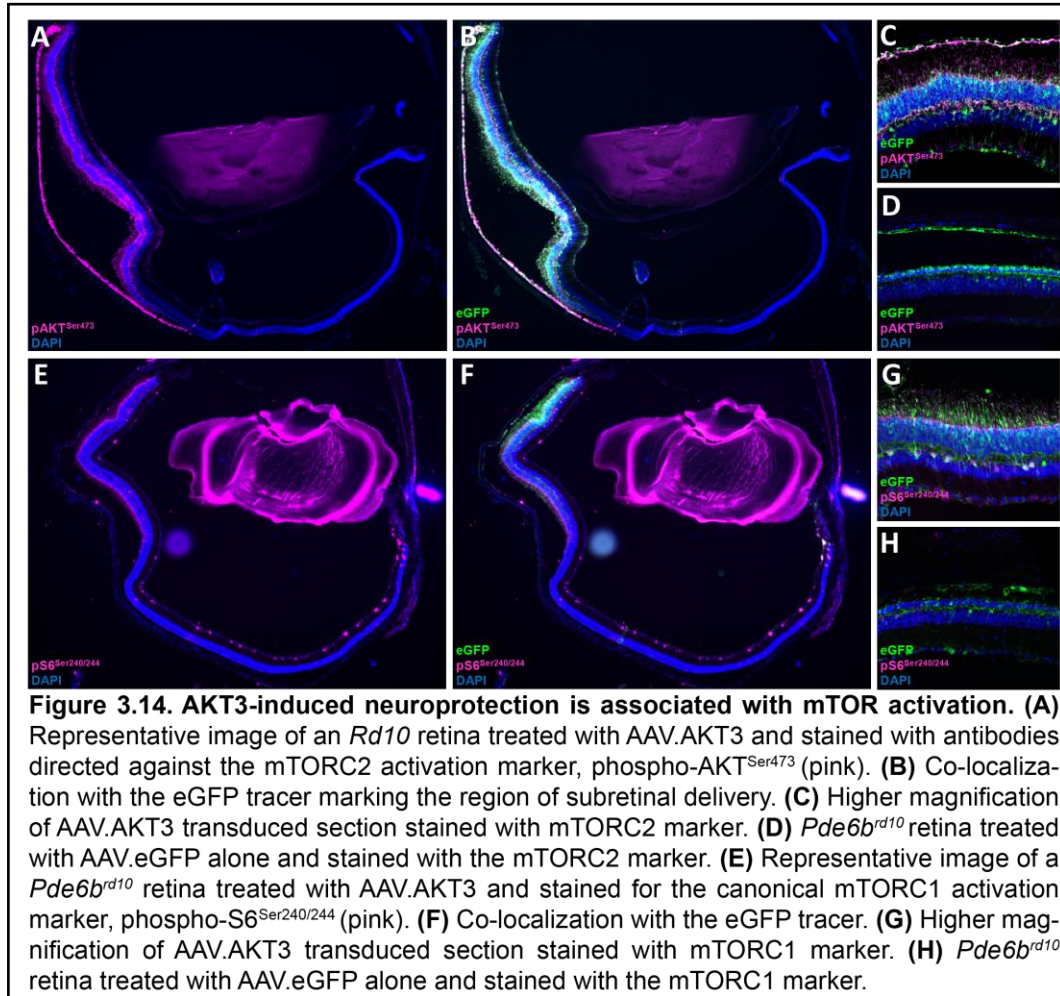 A
pAKTSer473
DAPI
B
eGFP
pAKTSer473
DAPI
C
eGFP
pAKTSer473
DAPI
D
eGFP
pAKTSer473
DAPI
E
pS6Ser240/244
DAPI
F
eGFP
pS6Ser240/244
DAPI
G
eGFP
pS6Ser240/244
DAPI
H
eGFP
pS6Ser240/244
DAPI
Figure 3.14. AKT3-induced neuroprotection is associated with mTOR activation. (A)
Representative image of an Rd10 retina treated with AAV.AKT3 and stained with antibodies
directed against the mTORC2 activation marker, phospho-AKTSer473 (pink). (B) Co-localiza-
tion with the eGFP tracer marking the region of subretinal delivery. (C) Higher magnification
of AAV.AKT3 transduced section stained with mTORC2 marker. (D) Pde6brd10 retina treated
with AAV.eGFP alone and stained with the mTORC2 marker. (E) Representative image of a
Pde6brd10 retina treated with AAV.AKT3 and stained for the canonical mTORC1 activation
marker, phospho-S6Ser240/244 (pink). (F) Co-localization with the eGFP tracer. (G) Higher mag-
nification of AAV.AKT3 transduced section stained with mTORC1 marker. (H) Pde6brd10
retina treated with AAV.eGFP alone and stained with the mTORC1 marker.